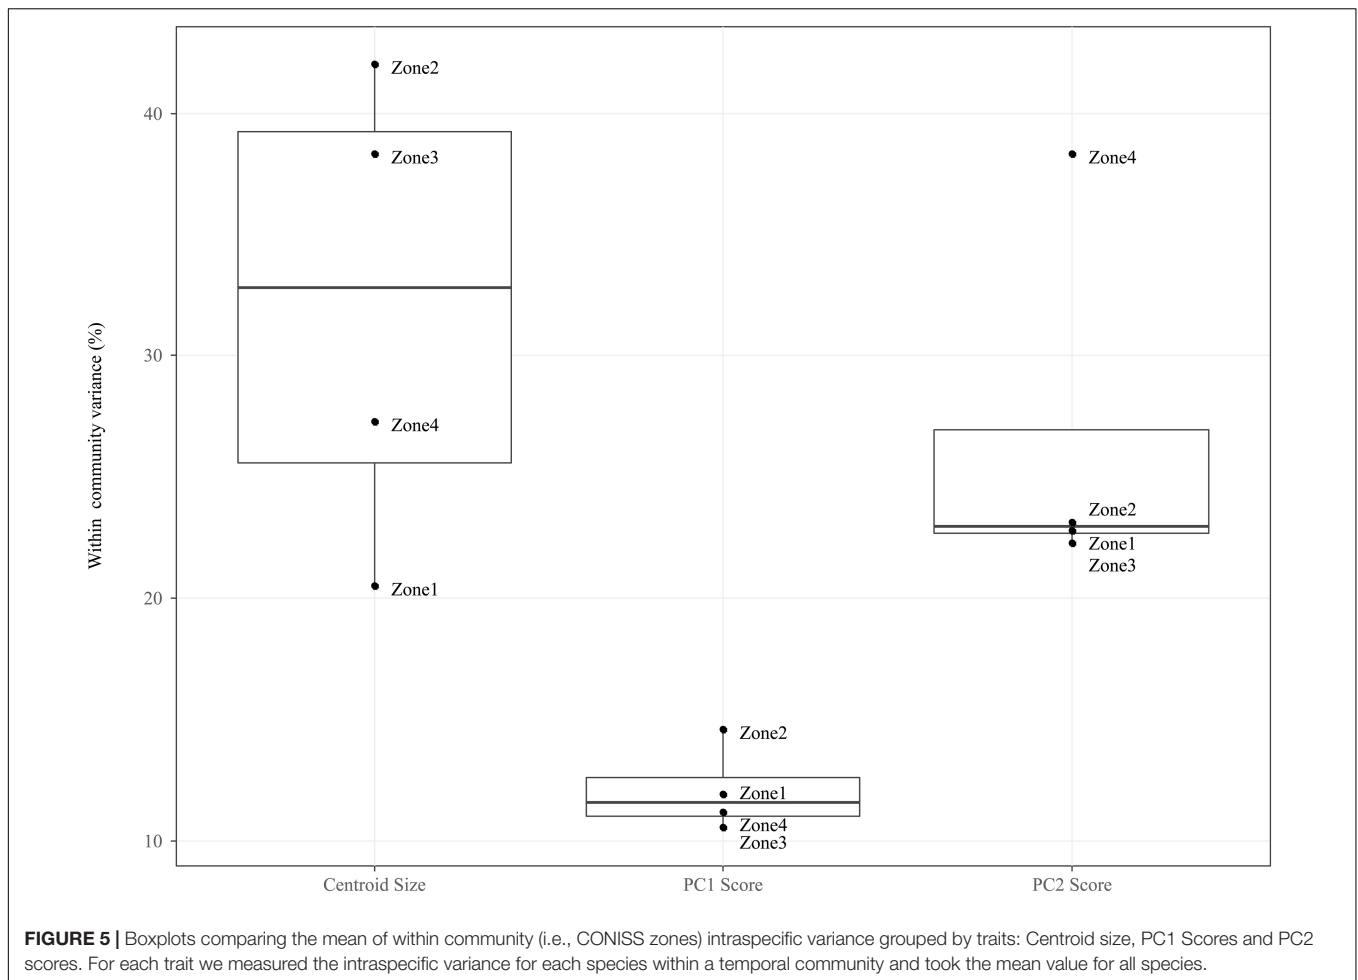 Zone2
40
Zone3
Zone4
30
Zone4
Zone2
Zone1
Zone3
Within community variance (%)
20
Zone1
Zone2
Zone1
Zone4
Zone3
10
Centroid Size
PC1 Score
PC2 Score
FIGURE 5 | Boxplots comparing the mean of within community (i.e., CONISS zones) intraspecific variance grouped by traits: Centroid size, PC1 Scores and PC2
scores. For each trait we measured the intraspecific variance for each species within a temporal community and took the mean value for all species.